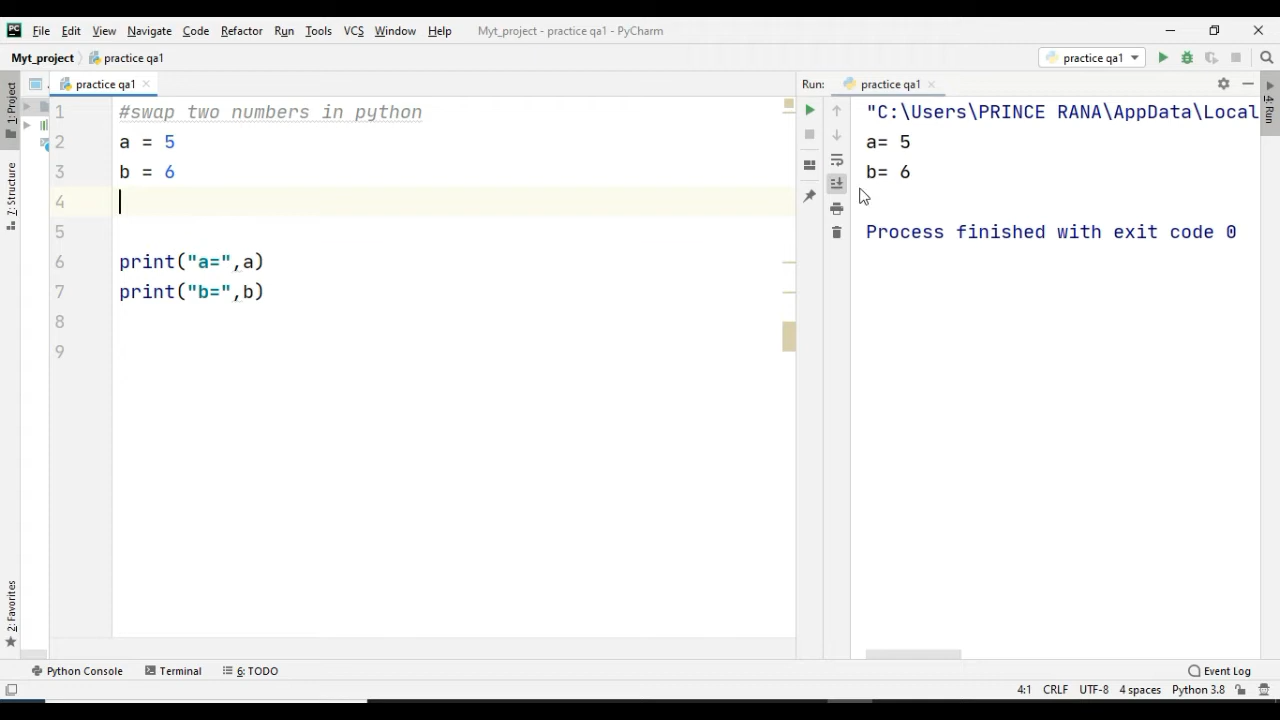 File Edit View Navigate Code Refactor Run Tools VCS Window Help Myt_project - practice qa1 - PyCharm
Myt_project practice qa1 practice qa1
practice qa1 Run: practice qa1
1 #swap two numbers in python
2 a = 5
3 b = 6
4
5
6 print("a=",a)
7 print("b=",b)
8
9
"C:\Users\PRINCE RANA\AppData\Local
a= 5
b= 6
Process finished with exit code 0
1: Project
7: Structure
2: Favorites
4: Run
Python Console Terminal 6: TODO Event Log
4:1 CRLF UTF-8 4 spaces Python 3.8